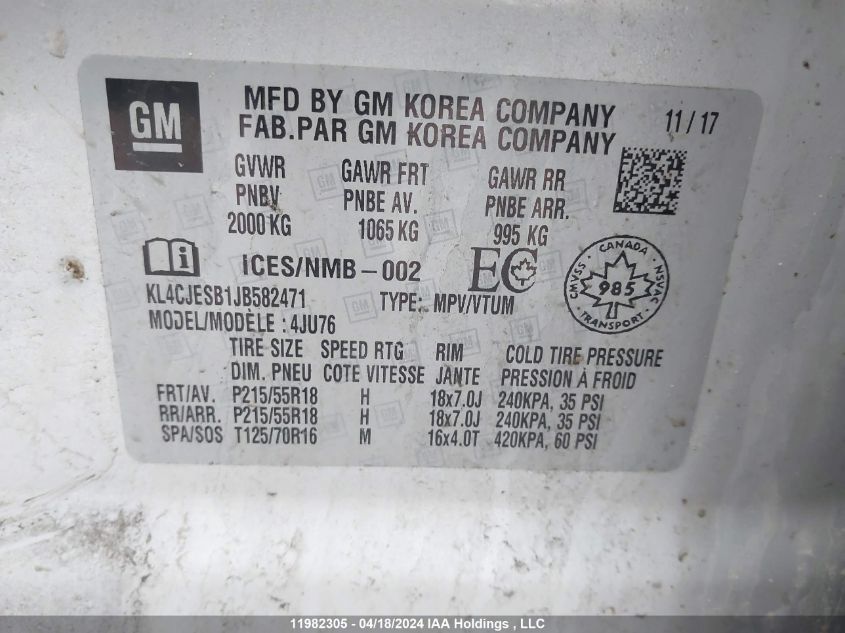 GM
MFD BY GM KOREA COMPANY 11/17
FAB.PAR GM KOREA COMPANY
GVWR GAWR FRT GAWR RR
PNBV PNBE AV. PNBE ARR.
2000 KG 1065 KG 995 KG
ICES/NMB-002 EC
CANADA
CMVSS 985 NSVAC
TRANSPORT
KL4CJESB1JB582471 TYPE: MPV/VTUM
MODEL/MODÈLE : 4JU76
TIRE SIZE SPEED RTG RIM COLD TIRE PRESSURE
DIM. PNEU COTE VITESSE JANTE PRESSION À FROID
FRT/AV. P215/55R18 H 18x7.0J 240KPA, 35 PSI
RR/ARR. P215/55R18 H 18x7.0J 240KPA, 35 PSI
SPA/SOS T125/70R16 M 16x4.0T 420KPA, 60 PSI
11982305 - 04/18/2024 IAA Holdings , LLC